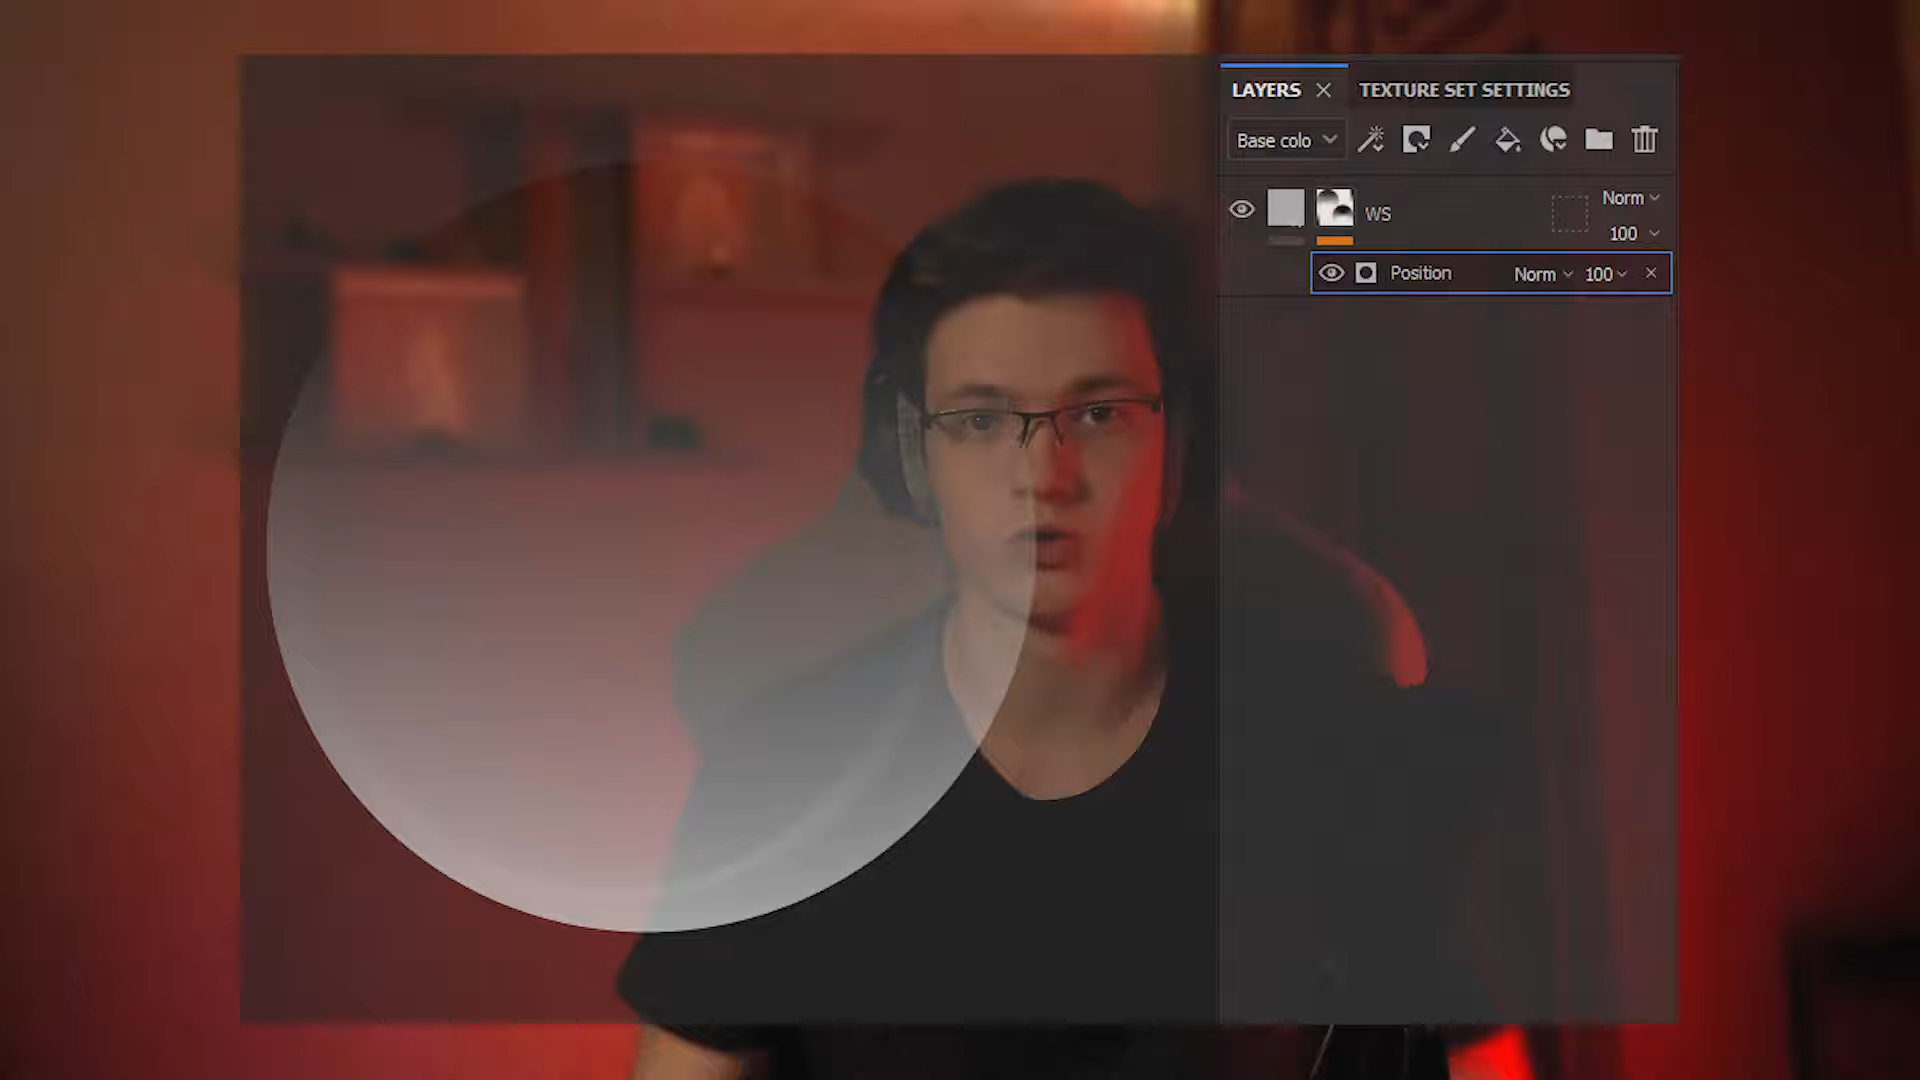 LAYERS TEXTURE SET SETTINGS
Base colo
WS Norm
100
Position Norm 100